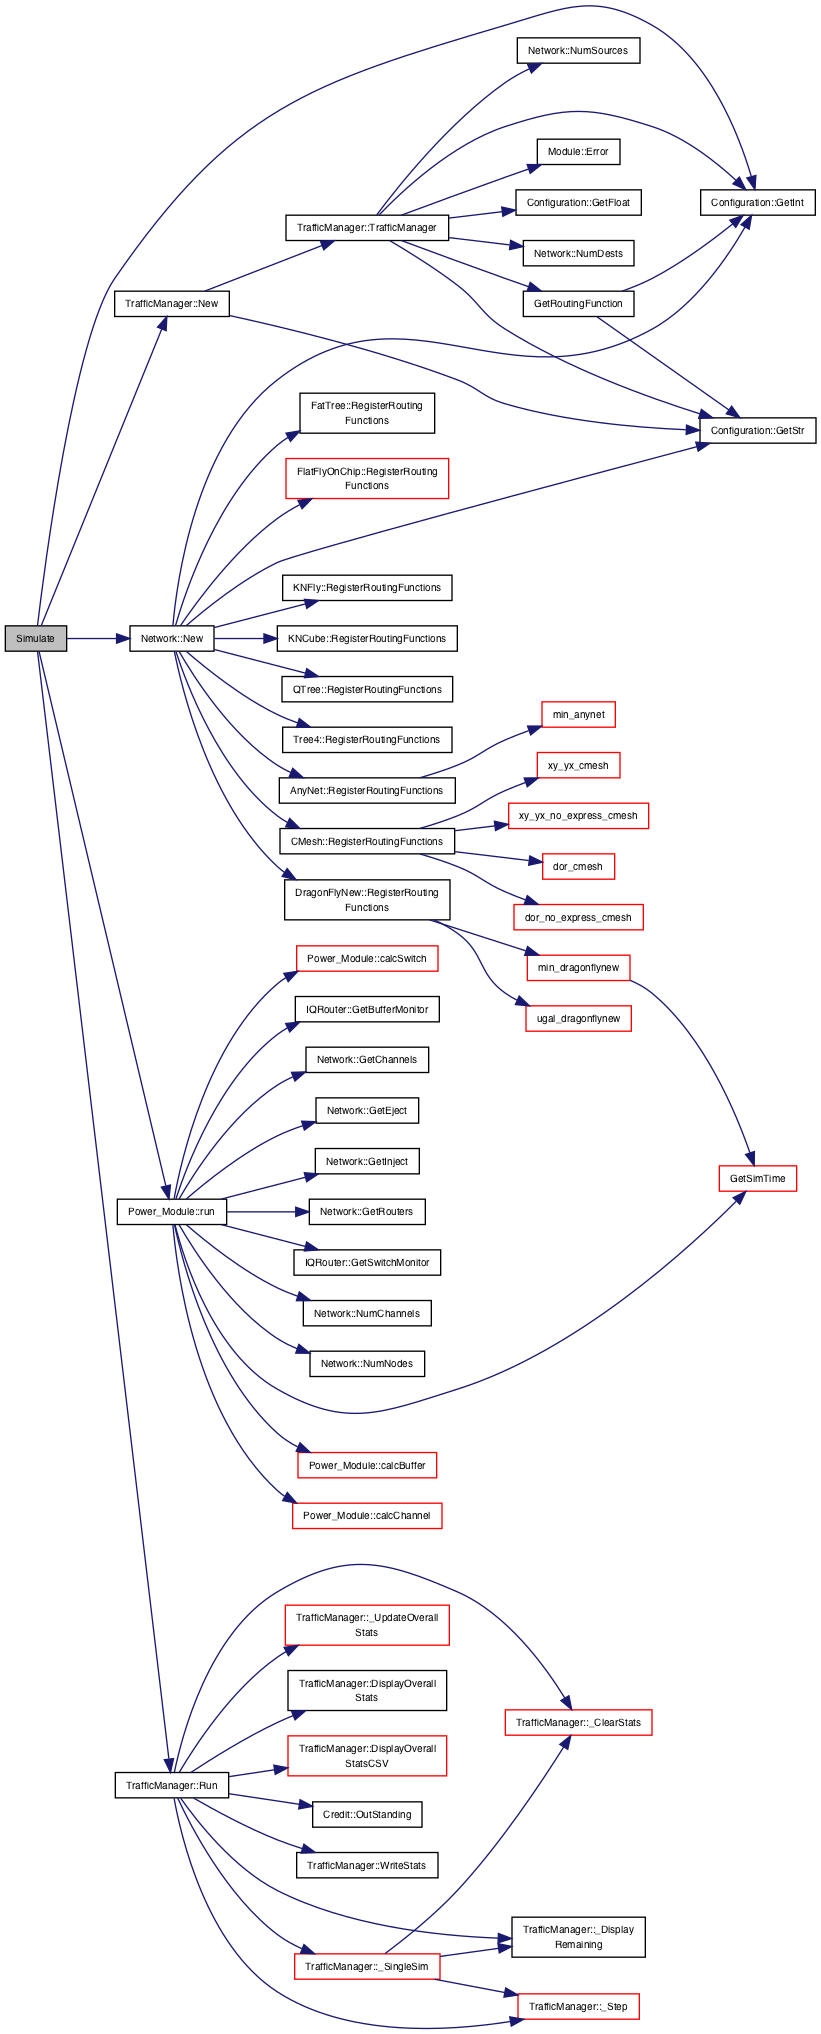 Network::NumSources
Module::Error
Configuration::GetFloat
Configuration::GetInt
TrafficManager::TrafficManager
Network::NumDests
TrafficManager::New
GetRoutingFunction
FatTree::RegisterRouting
Functions
Configuration::GetStr
FlatFlyOnChip::RegisterRouting
Functions
KNFly::RegisterRoutingFunctions
Simulate
Network::New
KNCube::RegisterRoutingFunctions
QTree::RegisterRoutingFunctions
min_anynet
Tree4::RegisterRoutingFunctions
xy_yx_cmesh
AnyNet::RegisterRoutingFunctions
xy_yx_no_express_cmesh
CMesh::RegisterRoutingFunctions
dor_cmesh
DragonFlyNew::RegisterRouting
Functions
dor_no_express_cmesh
Power_Module::calcSwitch
min_dragonflynew
IQRouter::GetBufferMonitor
ugal_dragonflynew
Network::GetChannels
Network::GetEject
Network::GetInject
GetSimTime
Power_Module::run
Network::GetRouters
IQRouter::GetSwitchMonitor
Network::NumChannels
Network::NumNodes
Power_Module::calcBuffer
Power_Module::calcChannel
TrafficManager::_UpdateOverall
Stats
TrafficManager::DisplayOverall
Stats
TrafficManager::_ClearStats
TrafficManager::DisplayOverall
StatsCSV
TrafficManager::Run
Credit::OutStanding
TrafficManager::WriteStats
TrafficManager::_Display
Remaining
TrafficManager::_SingleSim
TrafficManager::_Step